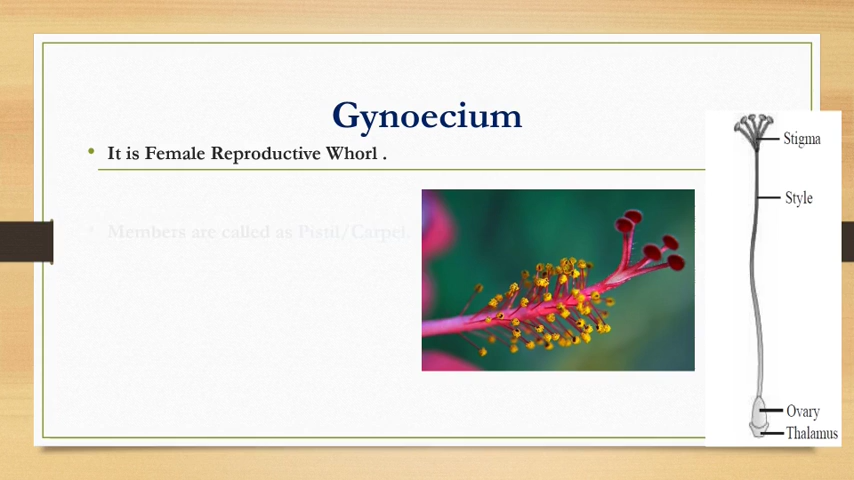 Gynoecium
• It is Female Reproductive Whorl .
• Members are called as Pistil/Carpel.
Stigma
Style
Ovary
Thalamus